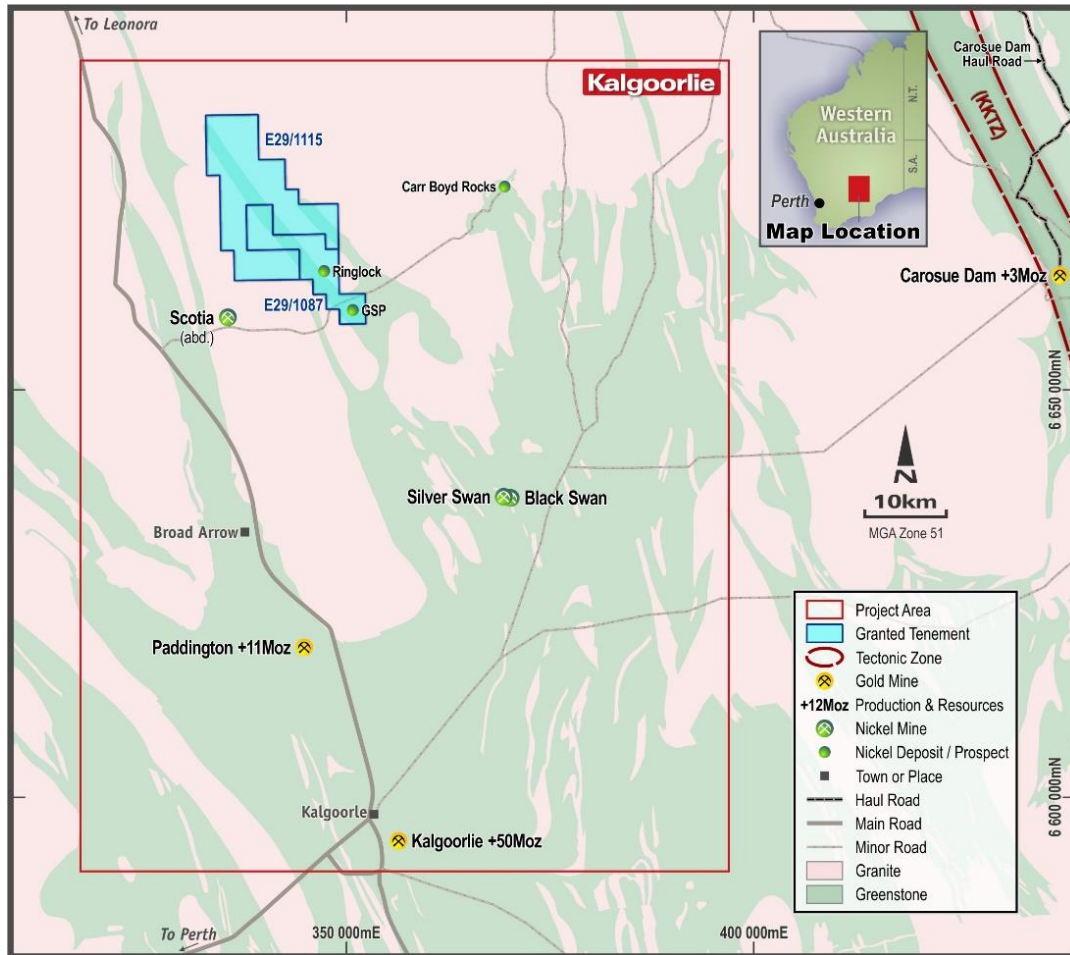 To Leonora
Kalgoorlie
Carosue Dam
Haul Road
(KKTZ)
Western
Australia
N.T.
S.A.
Perth
Map Location
E29/1115
Carr Boyd Rocks
Ringlock
E29/1087
GSP
Scotia
(abd.)
Carosue Dam +3Moz
6 650 000mN
N
10km
MGA Zone 51
Silver Swan
Black Swan
Broad Arrow
Paddington +11Moz
Kalgoorle
Kalgoorlie +50Moz
6 600 000mN
Project Area
Granted Tenement
Tectonic Zone
Gold Mine
+12Moz Production & Resources
Nickel Mine
Nickel Deposit / Prospect
Town or Place
Haul Road
Main Road
Minor Road
Granite
Greenstone
To Perth
350 000mE
400 000mE